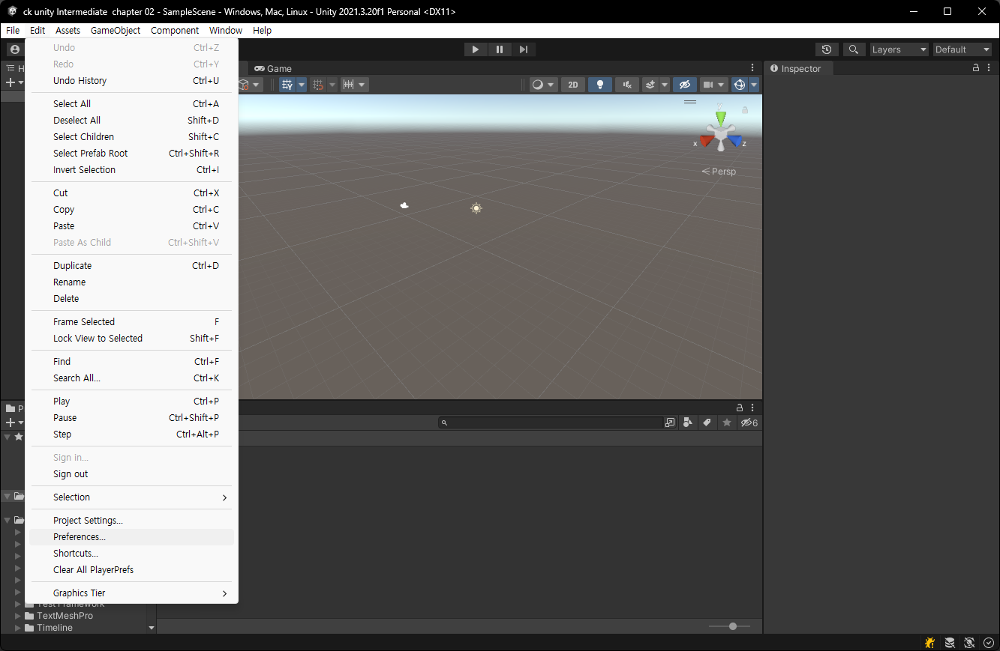 ck unity Intermediate  chapter 02 - SampleScene - Windows, Mac, Linux - Unity 2021.3.20f1 Personal <DX11>
File Edit Assets GameObject Component Window Help
Layers Default
H
Game
Inspector
2D
Undo Ctrl+Z
Redo Ctrl+Y
Undo History Ctrl+U
Select All Ctrl+A
Deselect All Shift+D
Select Children Shift+C
Select Prefab Root Ctrl+Shift+R
Invert Selection Ctrl+I
Cut Ctrl+X
Copy Ctrl+C
Paste Ctrl+V
Paste As Child Ctrl+Shift+V
Duplicate Ctrl+D
Rename
Delete
Frame Selected F
Lock View to Selected Shift+F
Find Ctrl+F
Search All... Ctrl+K
Play Ctrl+P
Pause Ctrl+Shift+P
Step Ctrl+Alt+P
Sign in...
Sign out
Selection
Project Settings...
Preferences...
Shortcuts...
Clear All PlayerPrefs
Graphics Tier
y
x z
Persp
P
6
Test Framework
TextMeshPro
Timeline